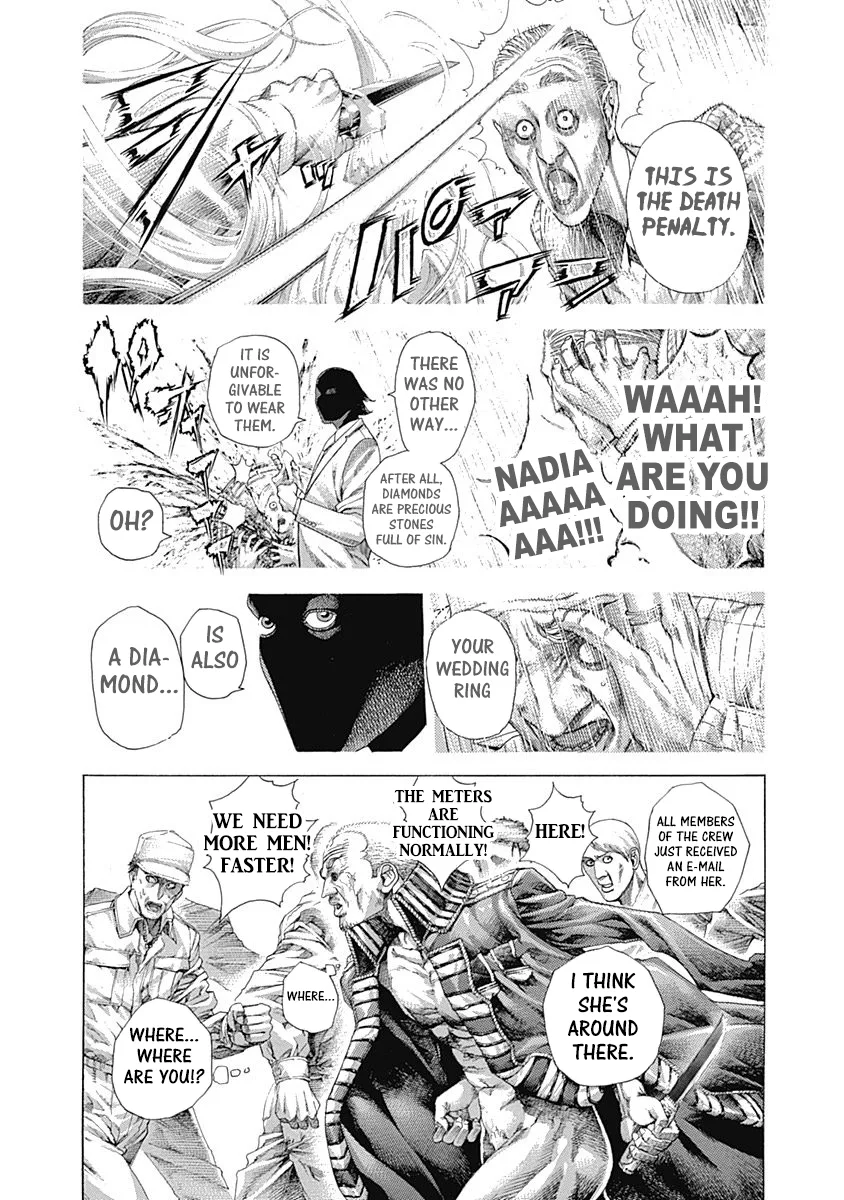 THIS IS
THE DEATH
PENALTY.
WAAAH!
WHAT
ARE YOU
DOING!!
NADIA
AAAAA
AAA!!!
THERE
WAS NO
OTHER
WAY...
AFTER ALL,
DIAMONDS
ARE PRECIOUS
STONES
FULL OF SIN.
IT IS
UNFOR-
GIVABLE
TO WEAR
THEM.
OH?
YOUR
WEDDING
RING
IS
ALSO
A DIA-
MOND...
ALL MEMBERS
OF THE CREW
JUST RECEIVED
AN E-MAIL
FROM HER.
HERE!
THE METERS
ARE
FUNCTIONING
NORMALLY!
WE NEED
MORE MEN!
FASTER!
I THINK
SHE'S
AROUND
THERE.
WHERE...
WHERE...
WHERE
ARE YOU!?